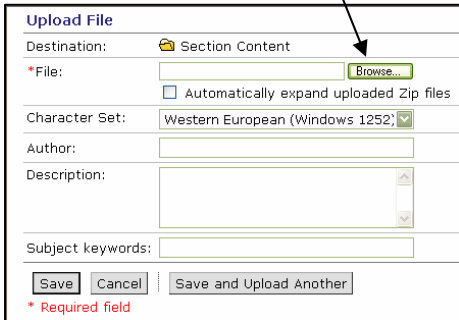 Upload File
Destination: Section Content
*File: Browse...
Automatically expand uploaded Zip files
Character Set: Western European (Windows 1252)
Author:
Description:
Subject keywords:
Save Cancel Save and Upload Another
* Required field